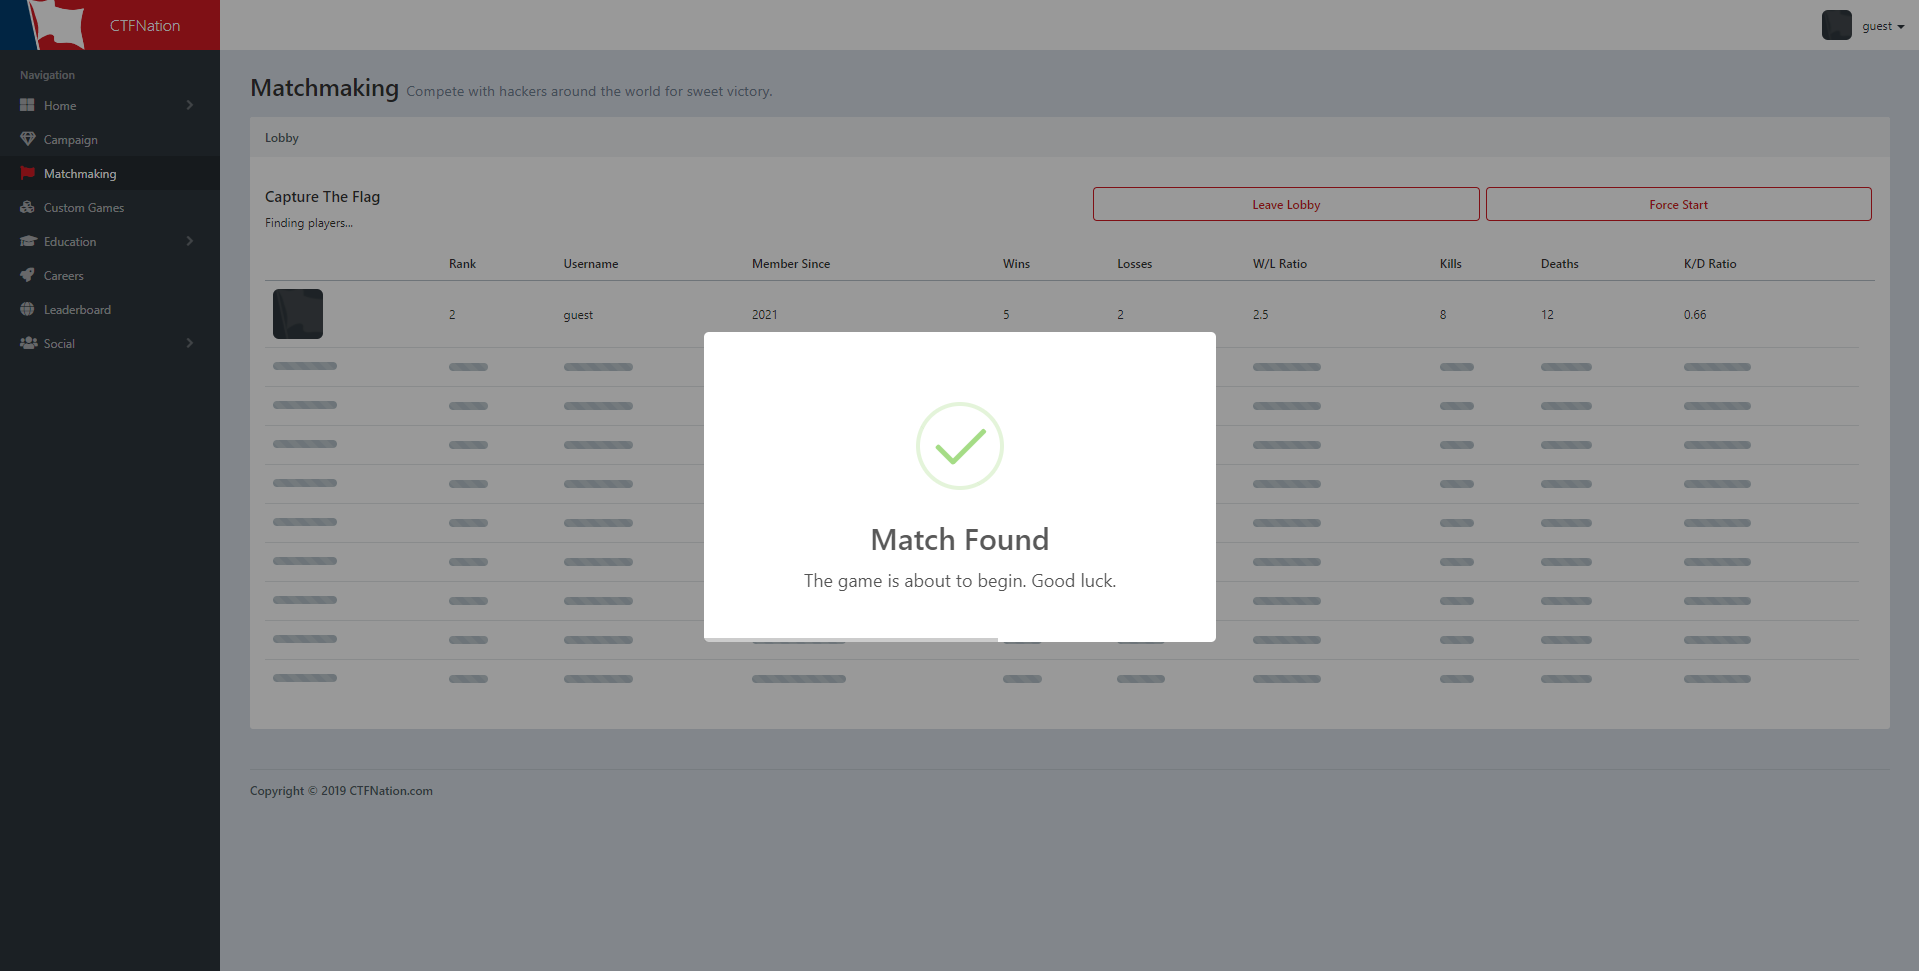 CTFNation
guest
Navigation
Home
Campaign
Matchmaking
Custom Games
Education
Careers
Leaderboard
Social
Matchmaking Compete with hackers around the world for sweet victory.
Lobby
Capture The Flag
Finding players...
Leave Lobby
Force Start
Rank Username Member Since Wins Losses W/L Ratio Kills Deaths K/D Ratio
2 guest 2021 5 2 2.5 8 12 0.66
Match Found
The game is about to begin. Good luck.
Copyright © 2019 CTFNation.com